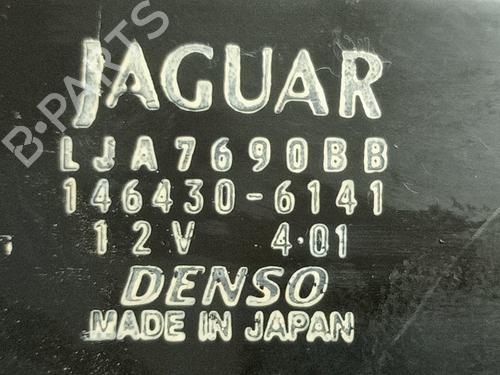 B-PARTS
JAGUAR
LJA7690BB
146430-6141
12V 4·01
DENSO
MADE IN JAPAN